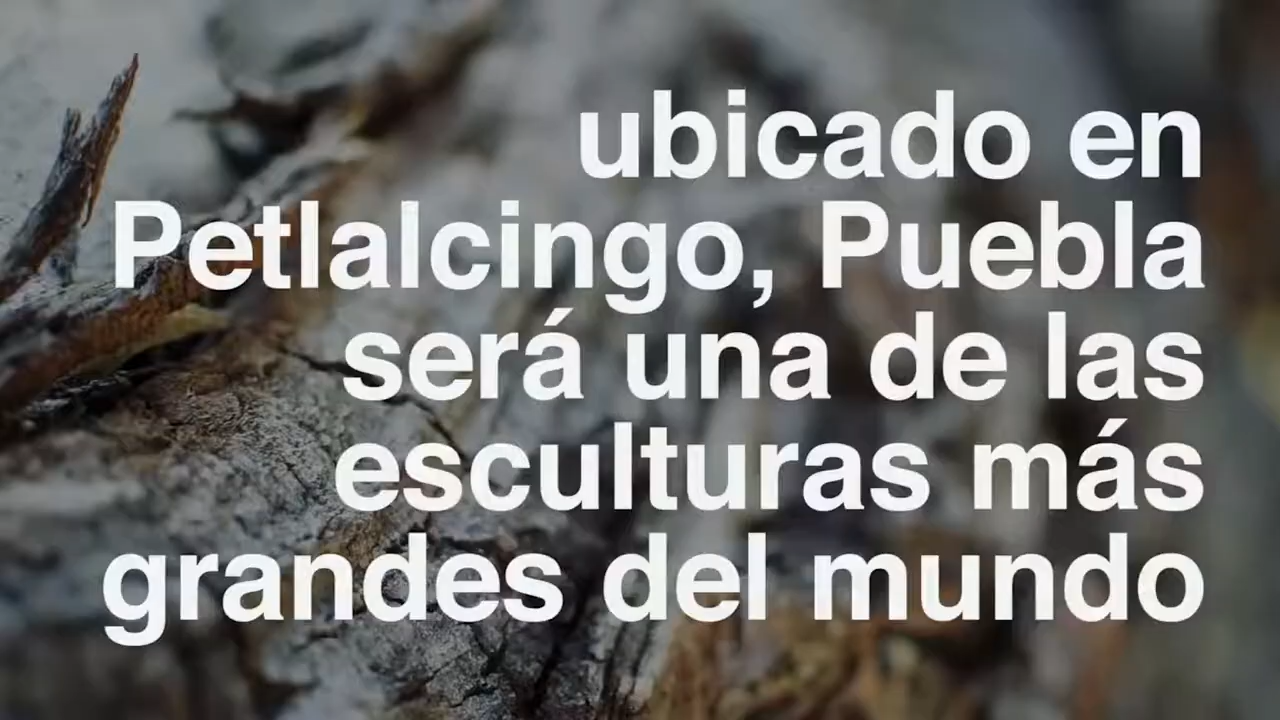 ubicado en
Petlalcingo, Puebla
será una de las
esculturas más
grandes del mundo